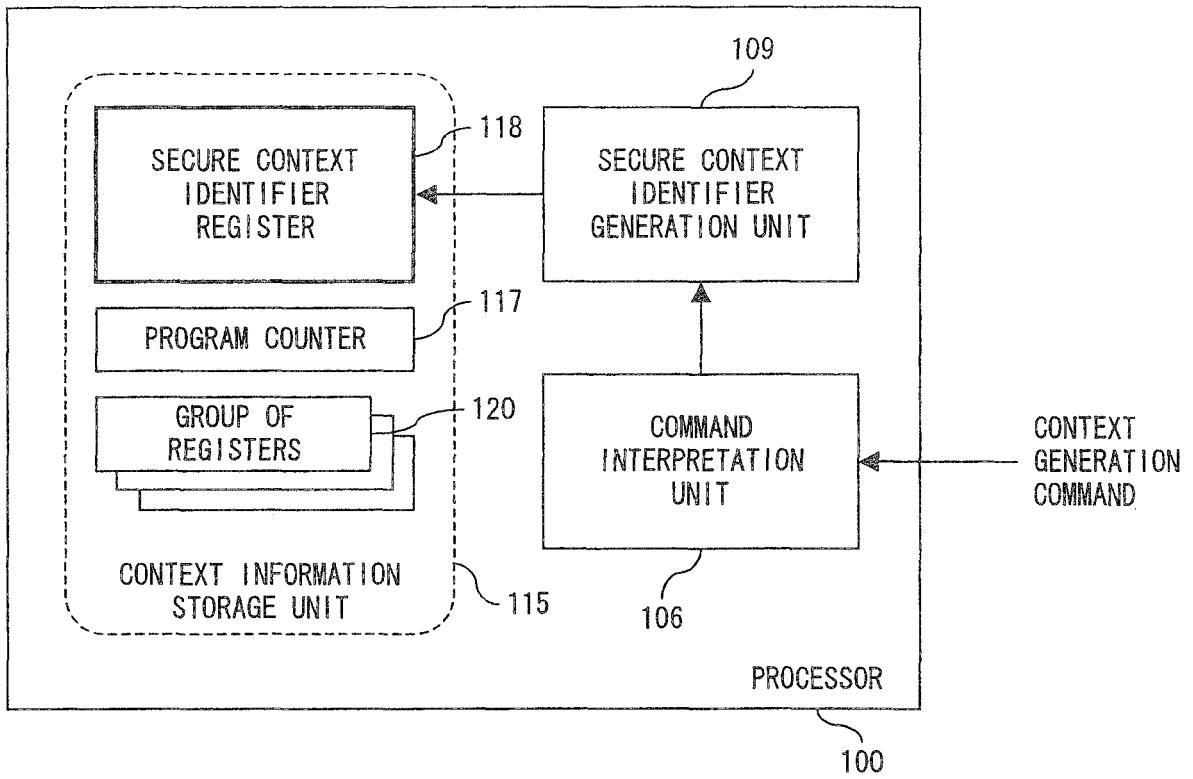 109
118
SECURE CONTEXT
IDENTIFIER
REGISTER
SECURE CONTEXT
IDENTIFIER
GENERATION UNIT
117
PROGRAM COUNTER
120
GROUP OF
REGISTERS
COMMAND
INTERPRETATION
UNIT
CONTEXT
GENERATION
COMMAND
CONTEXT INFORMATION
STORAGE UNIT
115
106
PROCESSOR
100